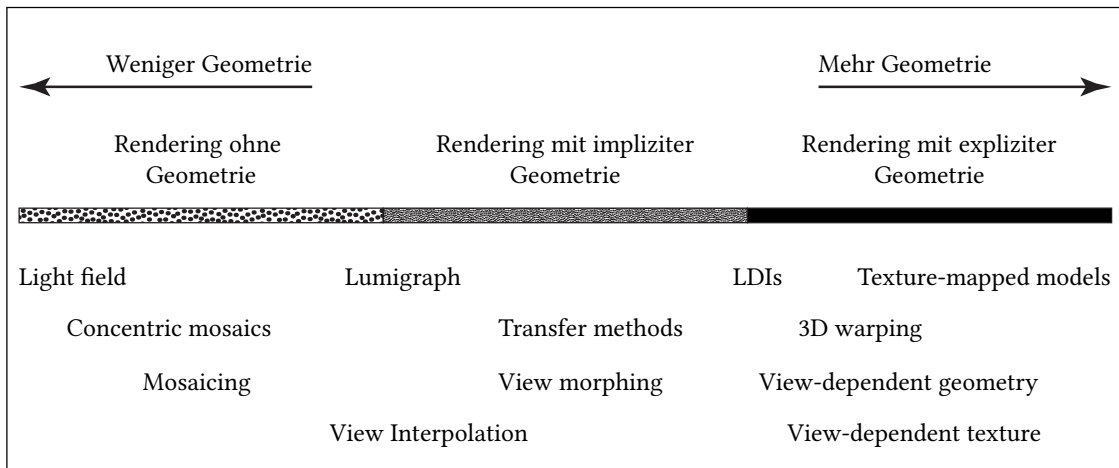 Weniger Geometrie
Mehr Geometrie
Rendering ohne
Geometrie
Rendering mit impliziter
Geometrie
Rendering mit expliziter
Geometrie
Light field
Lumigraph
LDIs
Texture-mapped models
Concentric mosaics
Transfer methods
3D warping
Mosaicing
View morphing
View-dependent geometry
View Interpolation
View-dependent texture